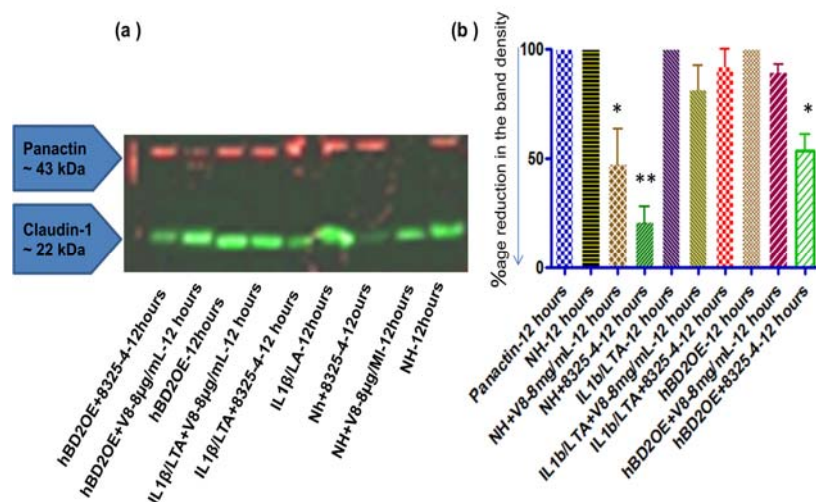 (a )
Panactin
~ 43 kDa
Claudin-1
~ 22 kDa
hBD2OE+8325-4-12hours
hBD2OE+V8-8µg/mL-12 hours
hBD2OE-12hours
IL1β/LTA+V8-8µg/mL-12 hours
IL1β/LTA+8325-4-12 hours
IL1β/LA-12hours
Nh+8325-4-12ours
NH+V8-8µg/Ml-12hours
NH-12hours
(b )
%age reduction in the band density
100
50
0
*
**
*
Panactin-12 hours
NH-12 hours
NH+V8-8mg/mL-12 hours
NH+8325-4-12 hours
IL1b/LTA-12 hours
IL1b/LTA+V8-8mg/mL-12 hours
IL1b/LTA+8325-4-12 hours
hBD2OE-12 hours
hBD2OE+V8-8mg/mL-12 hours
hBD2OE+8325-4-12 hours